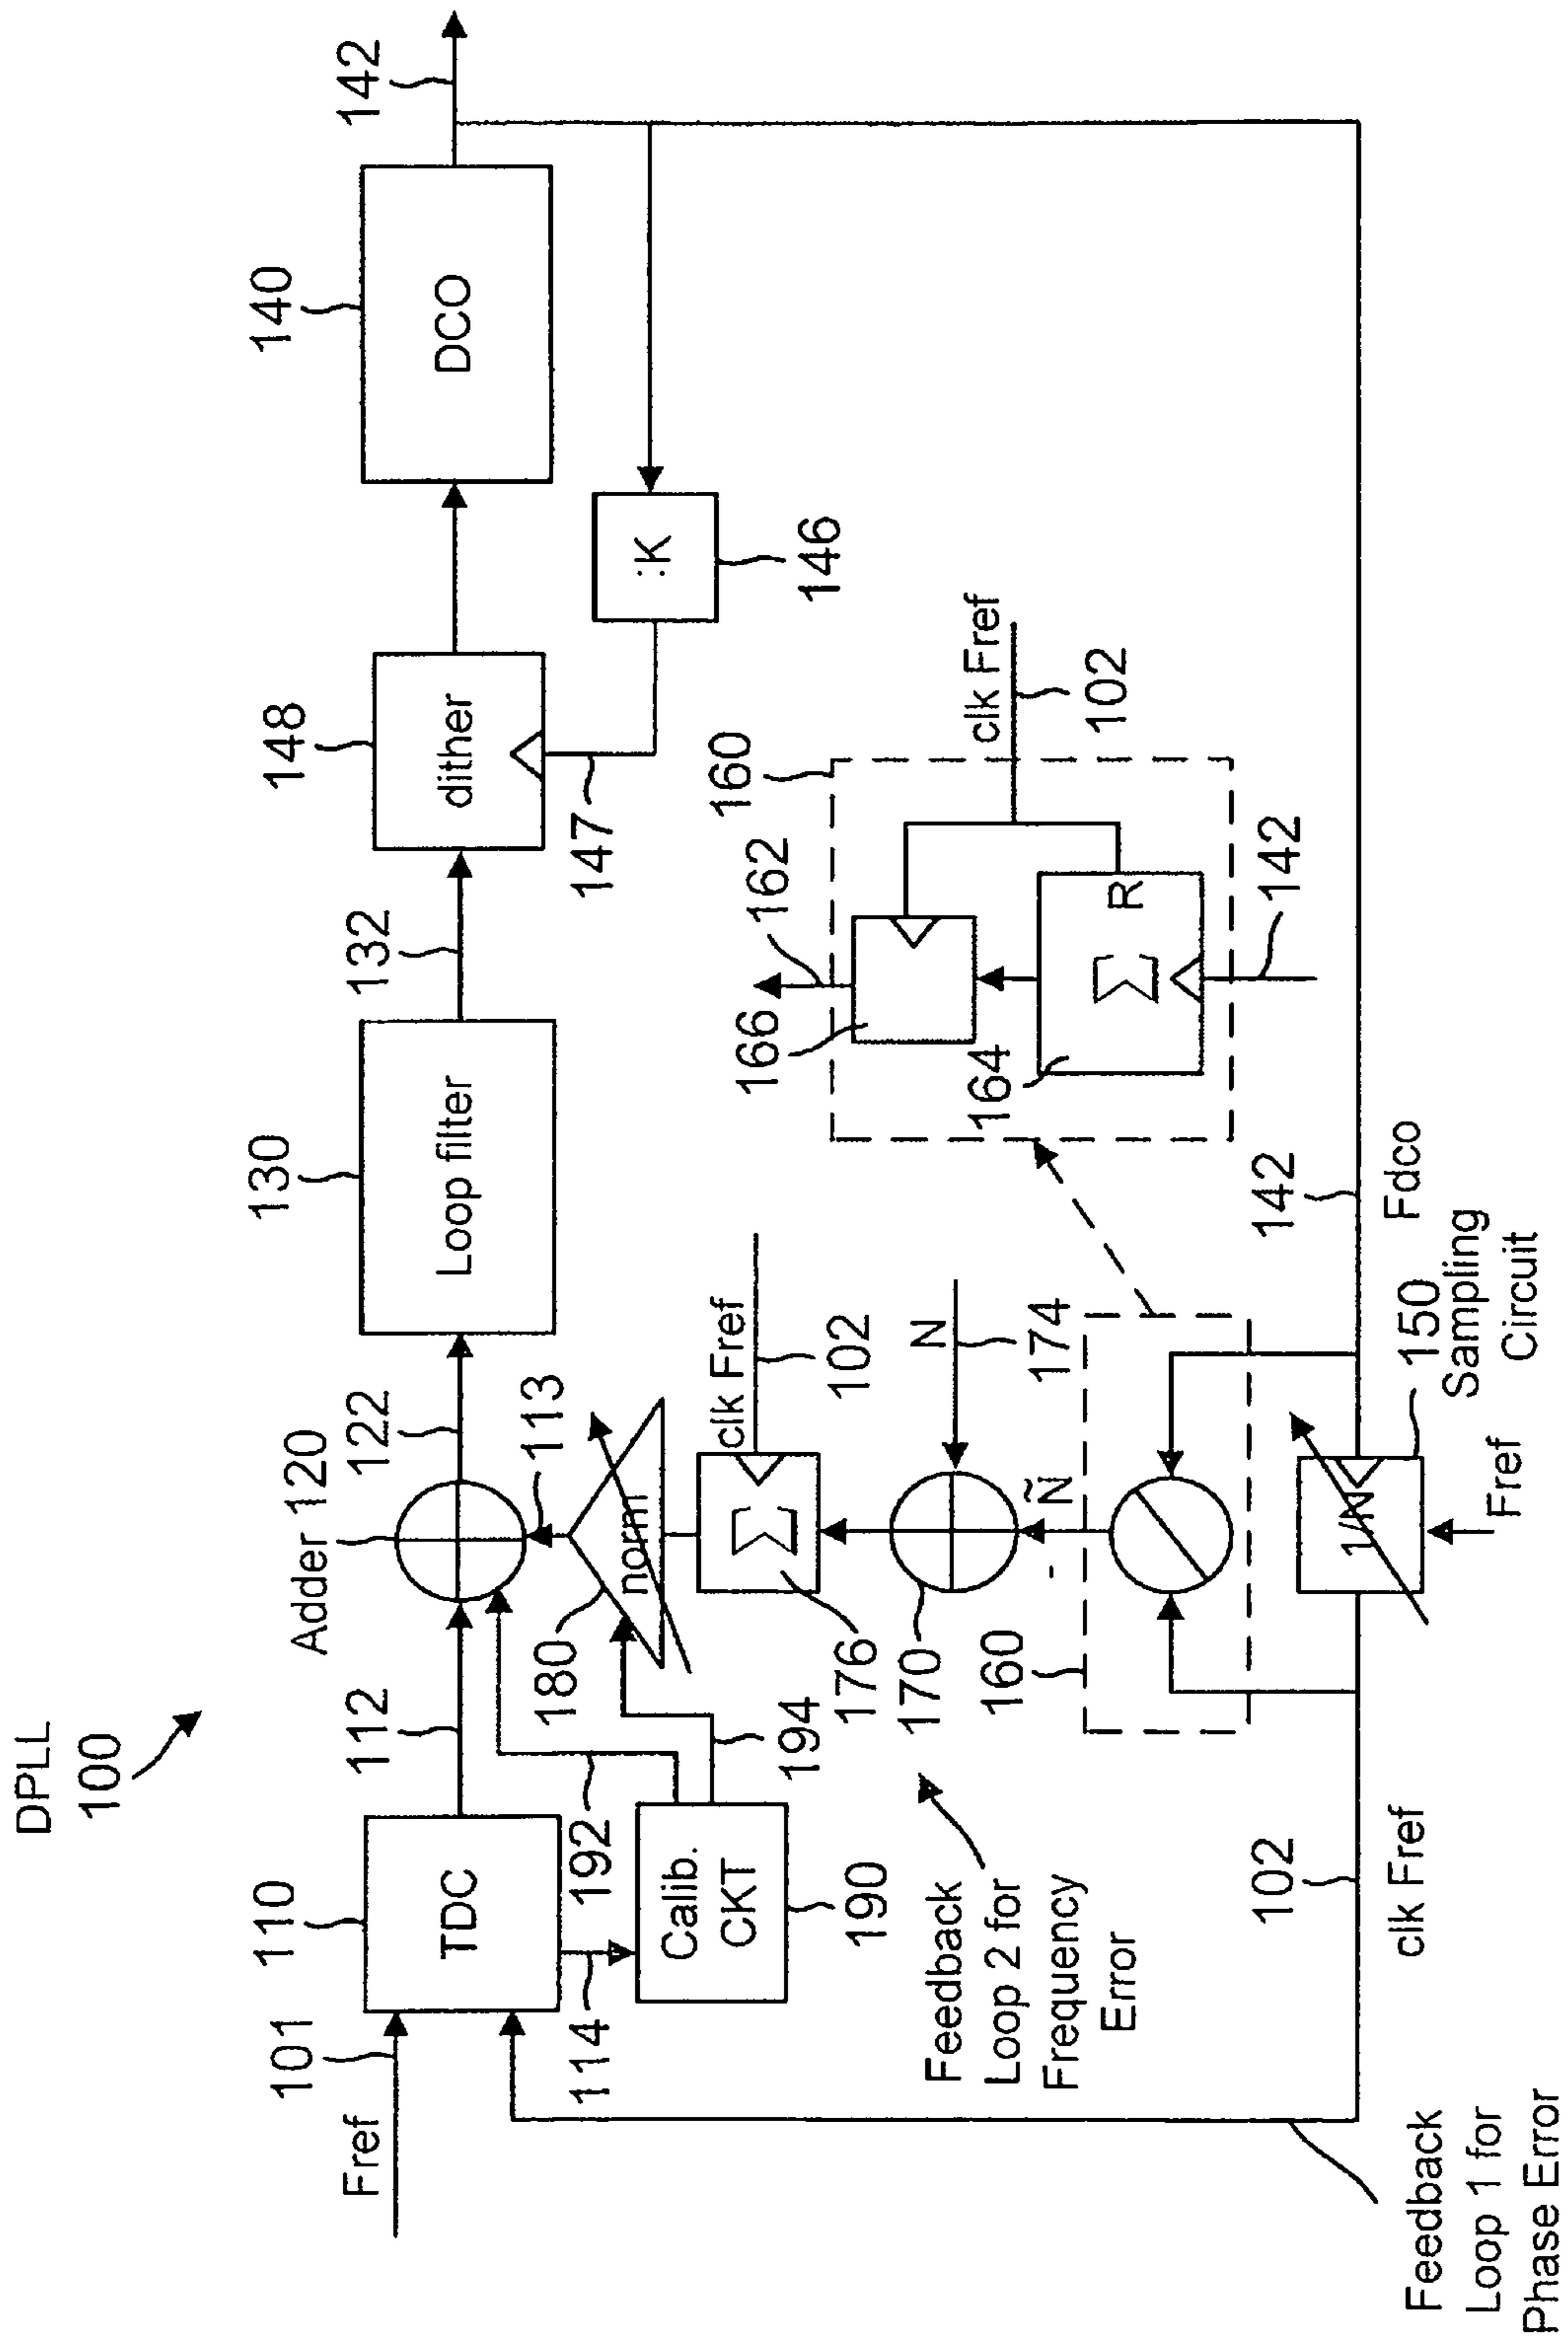 DPLL
100
Fref
101
110
TDC
112
114
Calib.
CKT
190
192
194
Adder 120
122
113
180
norm
130
Loop filter
132
148
dither
147
:K
146
140
DCO
142
Σ
176
clk Fref
102
170
N
174
Ñ
-
160
160
162
166
164
Σ
R
clk Fref
102
142
Feedback
Loop 2 for
Frequency
Error
102
clk Fref
1/N
Fref
150
Sampling
Circuit
142
Fdco
Feedback
Loop 1 for
Phase Error